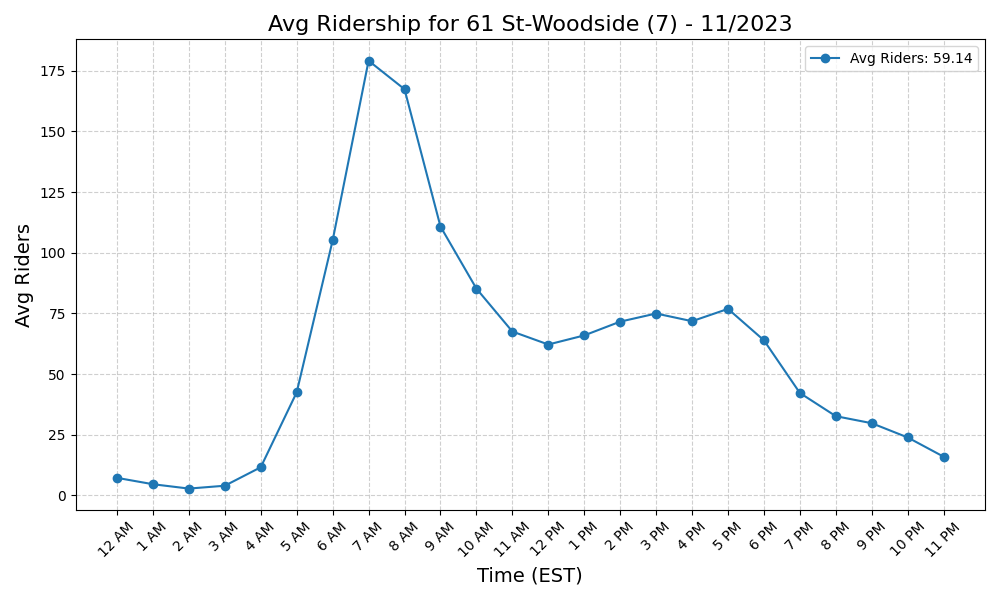 Avg Ridership for 61 St-Woodside (7) - 11/2023
Avg Riders: 59.14
Avg Riders
175
150
125
100
75
50
25
0
12 AM
1 AM
2 AM
3 AM
4 AM
5 AM
6 AM
7 AM
8 AM
9 AM
10 AM
11 AM
12 PM
1 PM
2 PM
3 PM
4 PM
5 PM
6 PM
7 PM
8 PM
9 PM
10 PM
11 PM
Time (EST)